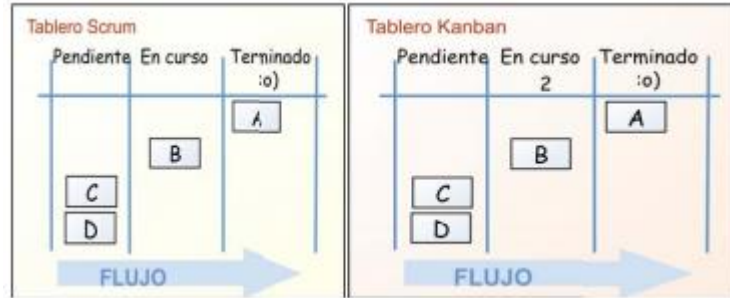 Tablero Scrum
Pendiente En curso Terminado
:o)
A
B
C
D
FLUJO
Tablero Kanban
Pendiente En curso Terminado
2 :o)
A
B
C
D
FLUJO